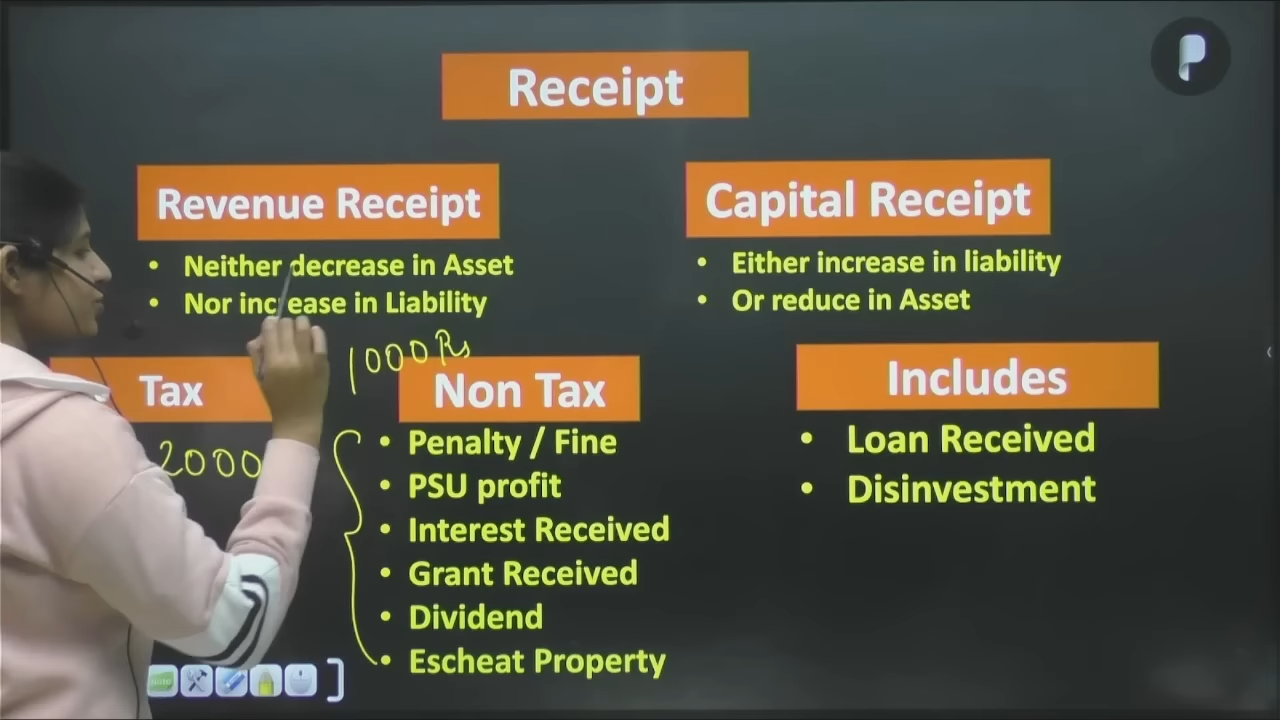 Receipt
Revenue Receipt
• Neither decrease in Asset
• Nor increase in Liability
1000 Rs
Tax
2000
Non Tax
• Penalty / Fine
• PSU profit
• Interest Received
• Grant Received
• Dividend
• Escheat Property
Capital Receipt
• Either increase in liability
• Or reduce in Asset
Includes
• Loan Received
• Disinvestment